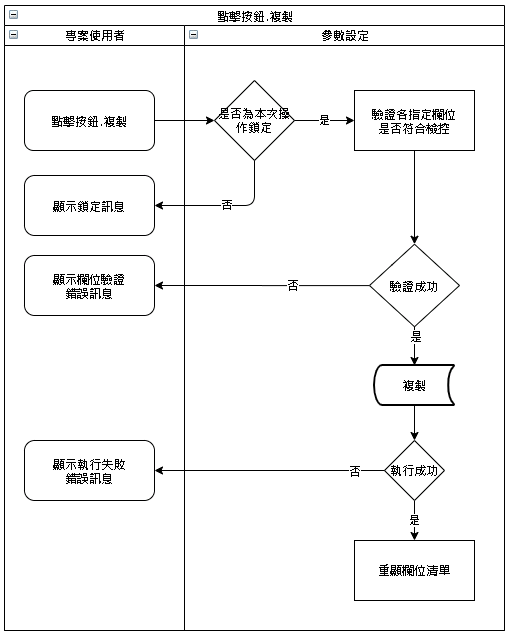 點擊按鈕.複製
專案使用者
參數設定
點擊按鈕.複製
是否為本次操
作鎖定
是
驗證各指定欄位
是否符合檢控
否
顯示鎖定訊息
顯示欄位驗證
錯誤訊息
否
驗證成功
是
複製
顯示執行失敗
錯誤訊息
否
執行成功
是
重顯欄位清單